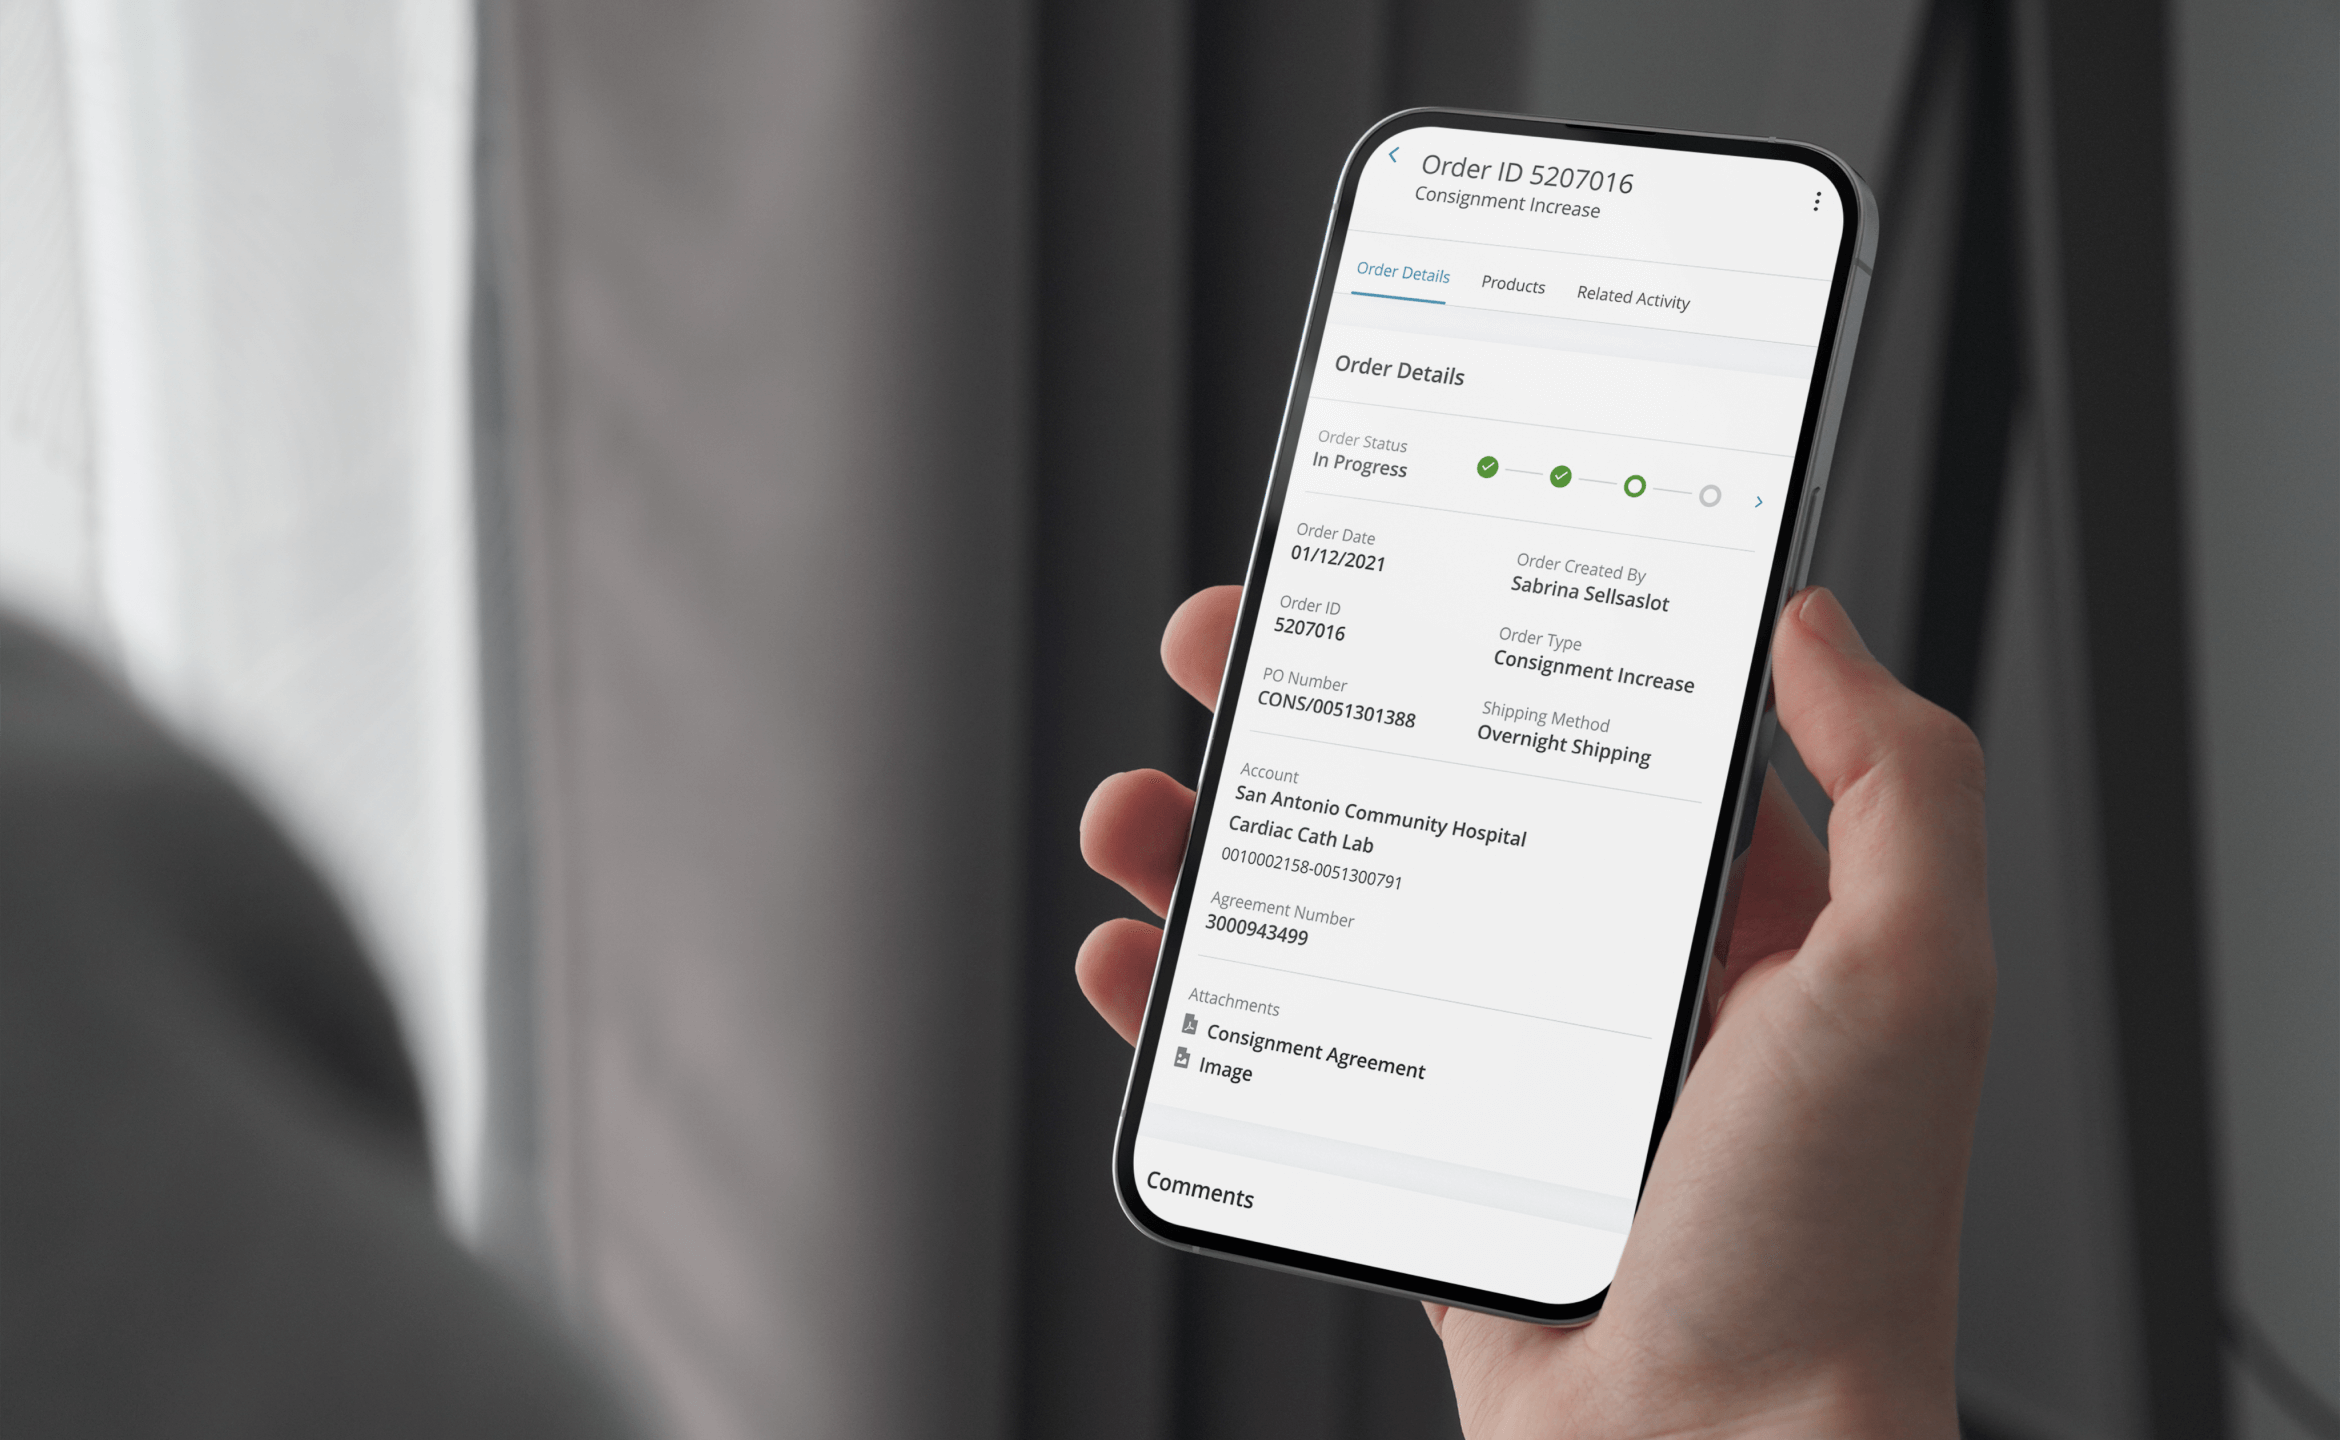 Order ID 5207016
Consignment Increase
Order Details
Products
Related Activity
Order Details
Order Status
In Progress
Order Date
01/12/2021
Order Created By
Sabrina Sellsaslot
Order ID
5207016
Order Type
Consignment Increase
PO Number
CONS/0051301388
Shipping Method
Overnight Shipping
Account
San Antonio Community Hospital
Cardiac Cath Lab
0010002158-0051300791
Agreement Number
3000943499
Attachments
Consignment Agreement
Image
Comments